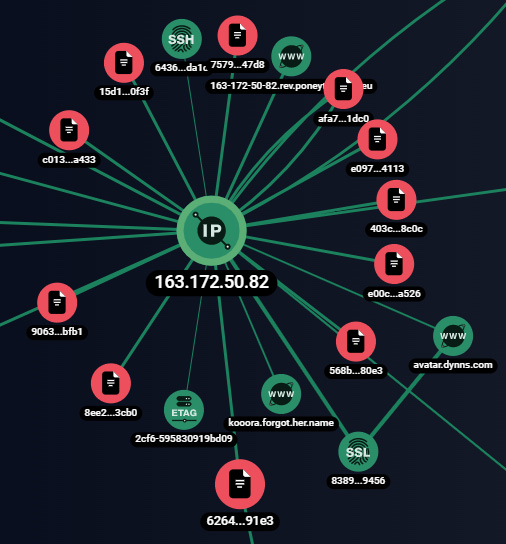 SSH
6436...da1c
7579...47d8
WWW
163-172-50-82.rev.poney
eu
15d1...0f3f
afa7...1dc0
c013...a433
e097...4113
403c...8c0c
IP
163.172.50.82
e00c...a526
9063...bfb1
568b...80e3
WWW
avatar.dynns.com
8ee2...3cb0
ETAG
2cf6-595830919bd09
WWW
kooora.forgot.her.name
SSL
8389...9456
6264...91e3